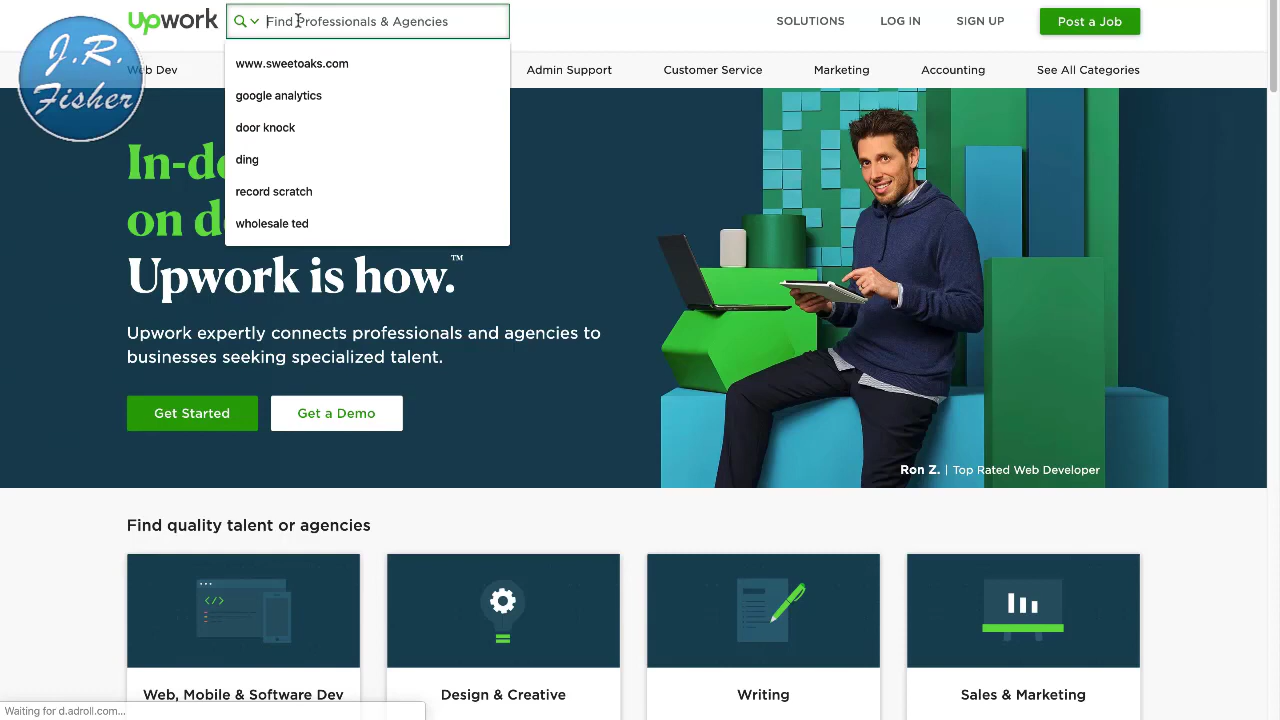 J.R.
Fisher
Upwork
Find Professionals & Agencies
SOLUTIONS
LOG IN
SIGN UP
Post a Job
Web Dev
Admin Support
Customer Service
Marketing
Accounting
See All Categories
www.sweetoaks.com
google analytics
door knock
ding
record scratch
wholesale ted
In-de
on de
Upwork is how.™
Upwork expertly connects professionals and agencies to
businesses seeking specialized talent.
Get Started
Get a Demo
Ron Z. | Top Rated Web Developer
Find quality talent or agencies
</>
Web, Mobile & Software Dev
Design & Creative
Writing
Sales & Marketing
Waiting for d.adroll.com...